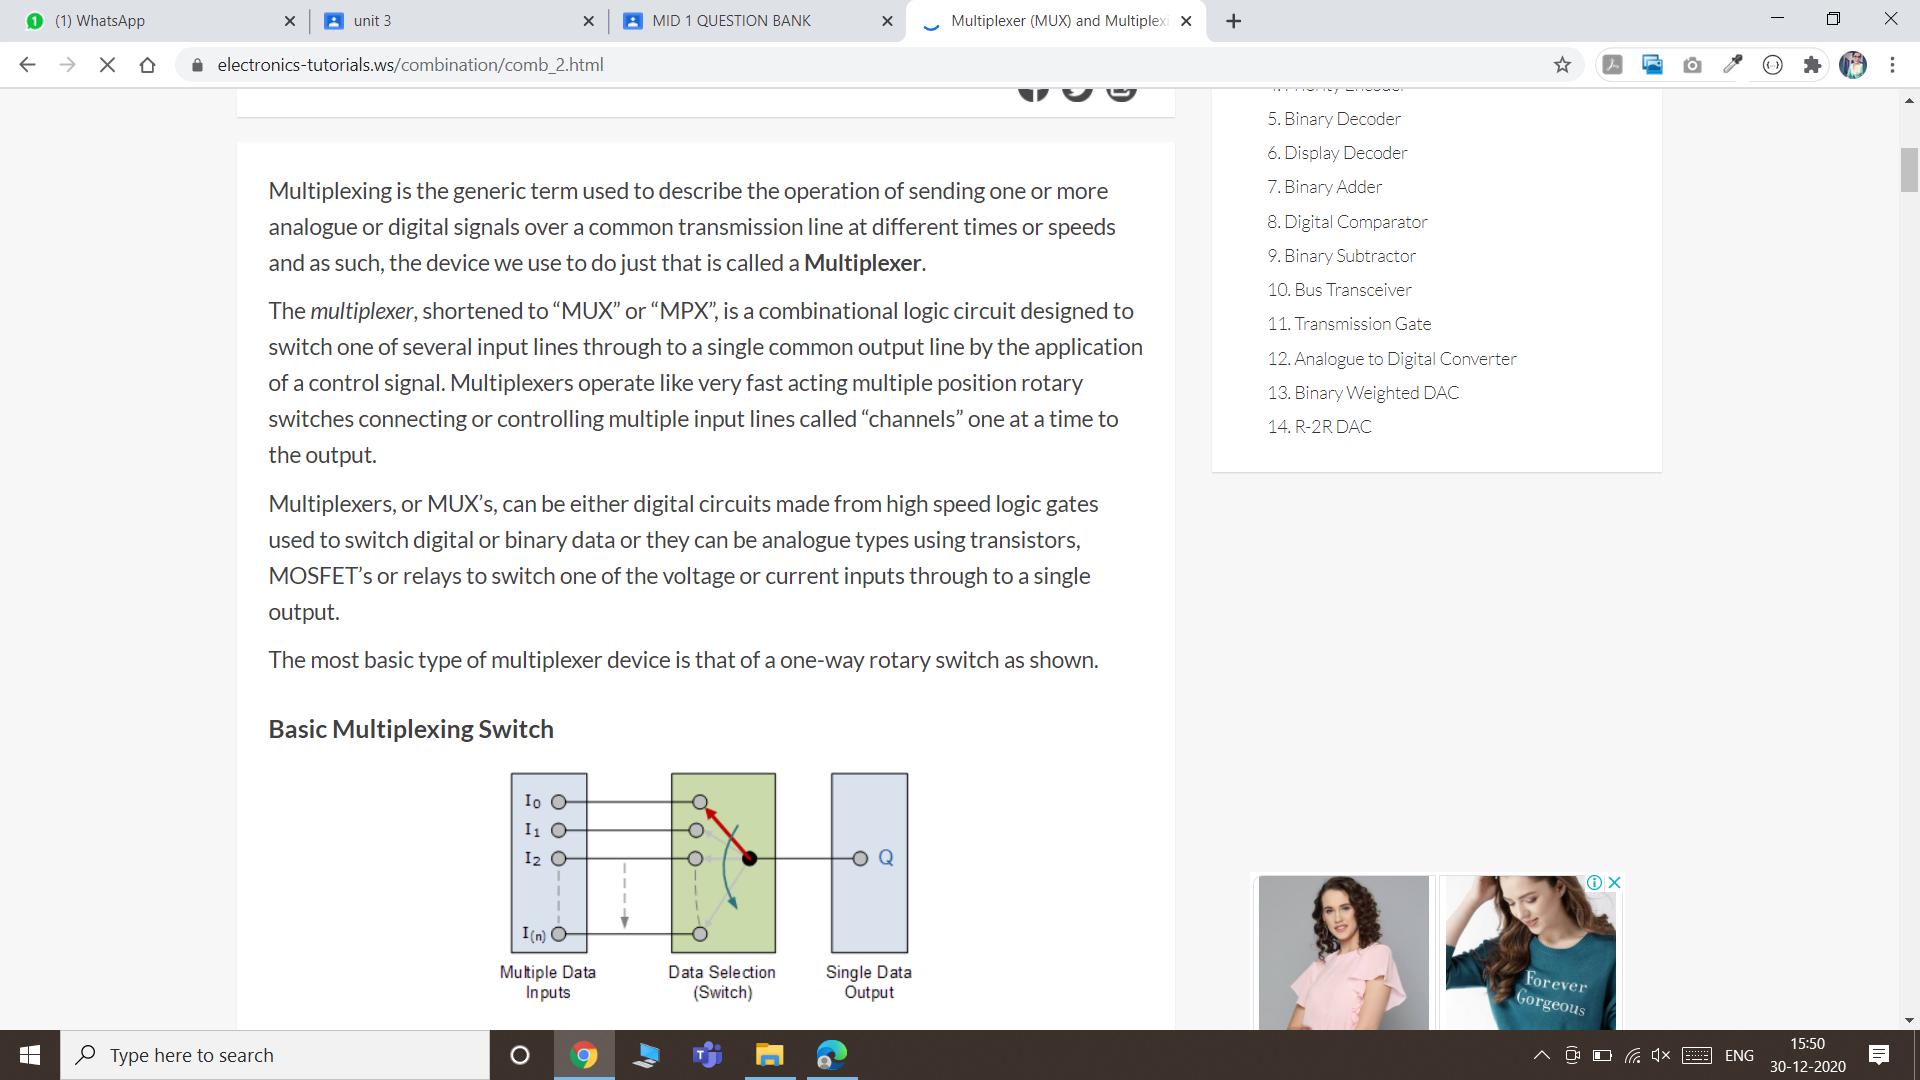 (1) WhatsApp
unit 3
MID 1 QUESTION BANK
Multiplexer (MUX) and Multiplexi
electronics-tutorials.ws/combination/comb_2.html
4. Priority Encoder
5. Binary Decoder
6. Display Decoder
7. Binary Adder
8. Digital Comparator
9. Binary Subtractor
10. Bus Transceiver
11. Transmission Gate
12. Analogue to Digital Converter
13. Binary Weighted DAC
14. R-2R DAC
Multiplexing is the generic term used to describe the operation of sending one or more
analogue or digital signals over a common transmission line at different times or speeds
and as such, the device we use to do just that is called a Multiplexer.
The multiplexer, shortened to “MUX” or “MPX”, is a combinational logic circuit designed to
switch one of several input lines through to a single common output line by the application
of a control signal. Multiplexers operate like very fast acting multiple position rotary
switches connecting or controlling multiple input lines called “channels” one at a time to
the output.
Multiplexers, or MUX’s, can be either digital circuits made from high speed logic gates
used to switch digital or binary data or they can be analogue types using transistors,
MOSFET’s or relays to switch one of the voltage or current inputs through to a single
output.
The most basic type of multiplexer device is that of a one-way rotary switch as shown.
Basic Multiplexing Switch
I0
I1
I2
I(n)
Q
Multiple Data
Inputs
Data Selection
(Switch)
Single Data
Output
Forever
Gorgeous
Type here to search
ENG
15:50
30-12-2020